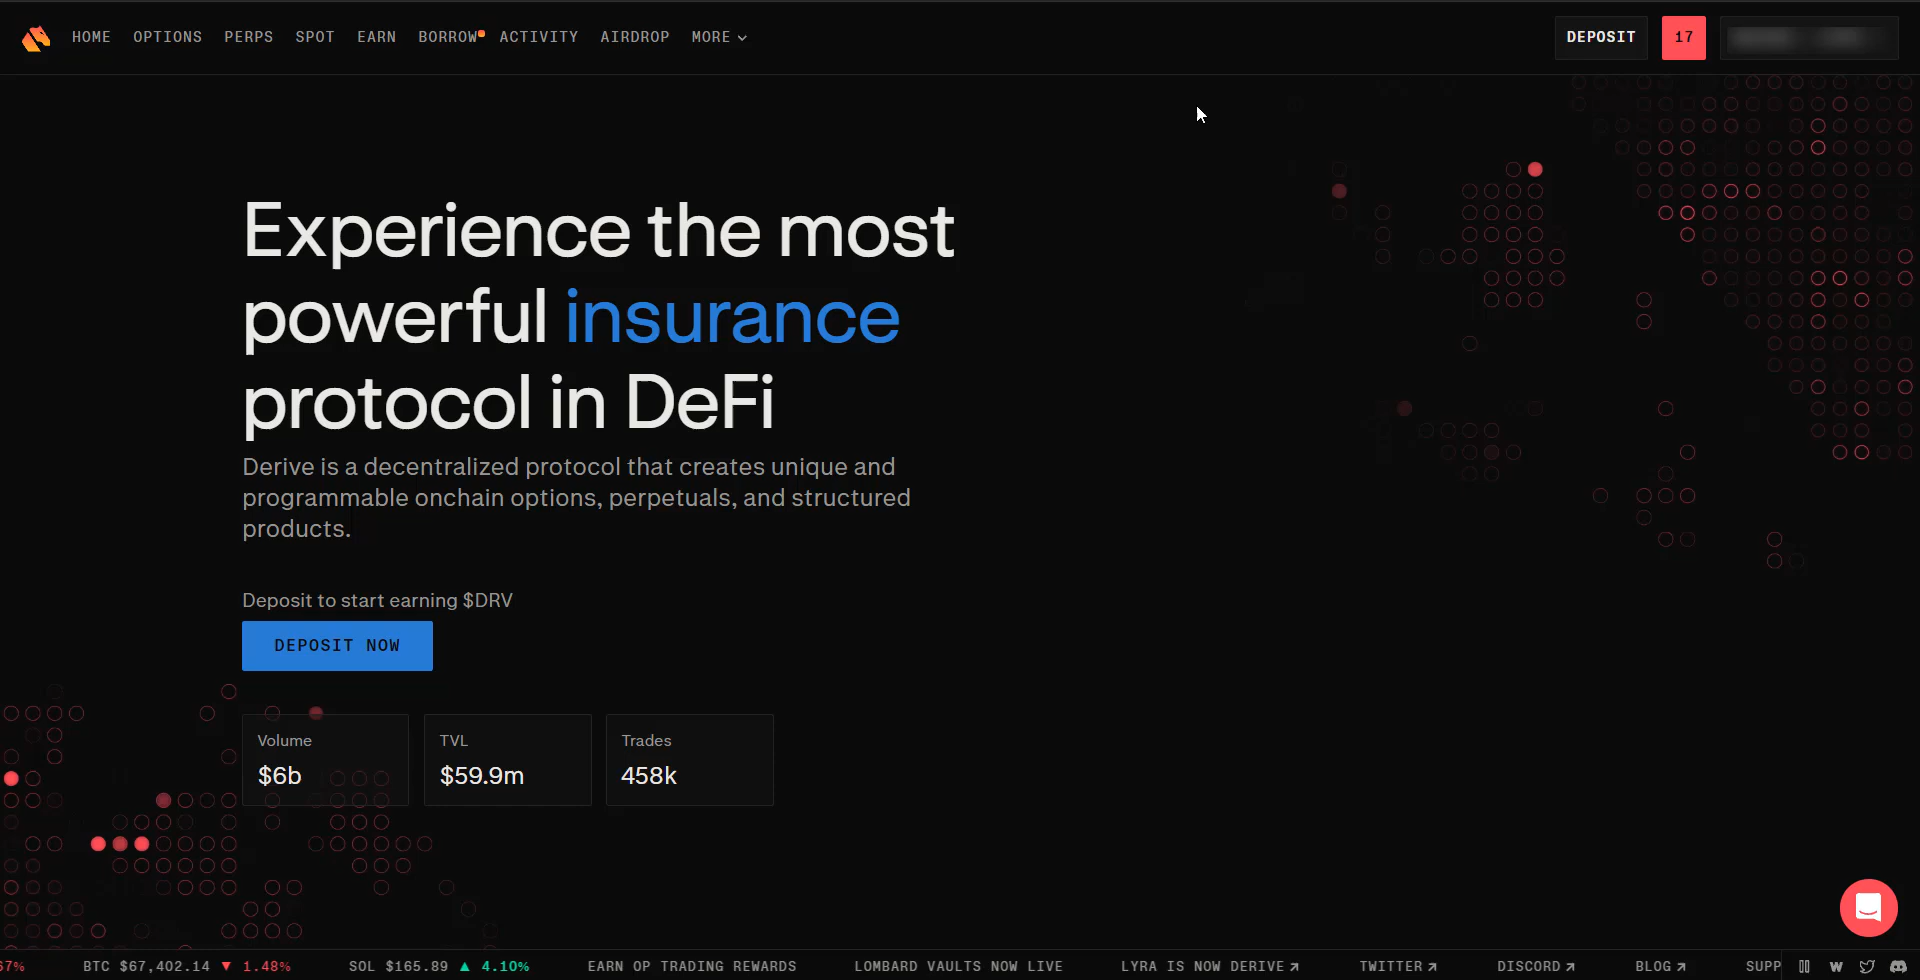 HOME OPTIONS PERPS SPOT EARN BORROW ACTIVITY AIRDROP MORE DEPOSIT 17
Experience the most
powerful insurance
protocol in DeFi
Derive is a decentralized protocol that creates unique and
programmable onchain options, perpetuals, and structured
products.
Deposit to start earning $DRV
DEPOSIT NOW
Volume TVL Trades
$6b $59.9m 458k
67% BTC $67,402.14 ▼ 1.48% SOL $165.89 ▲ 4.10% EARN OP TRADING REWARDS LOMBARD VAULTS NOW LIVE LYRA IS NOW DERIVE TWITTER DISCORD BLOG SUPP